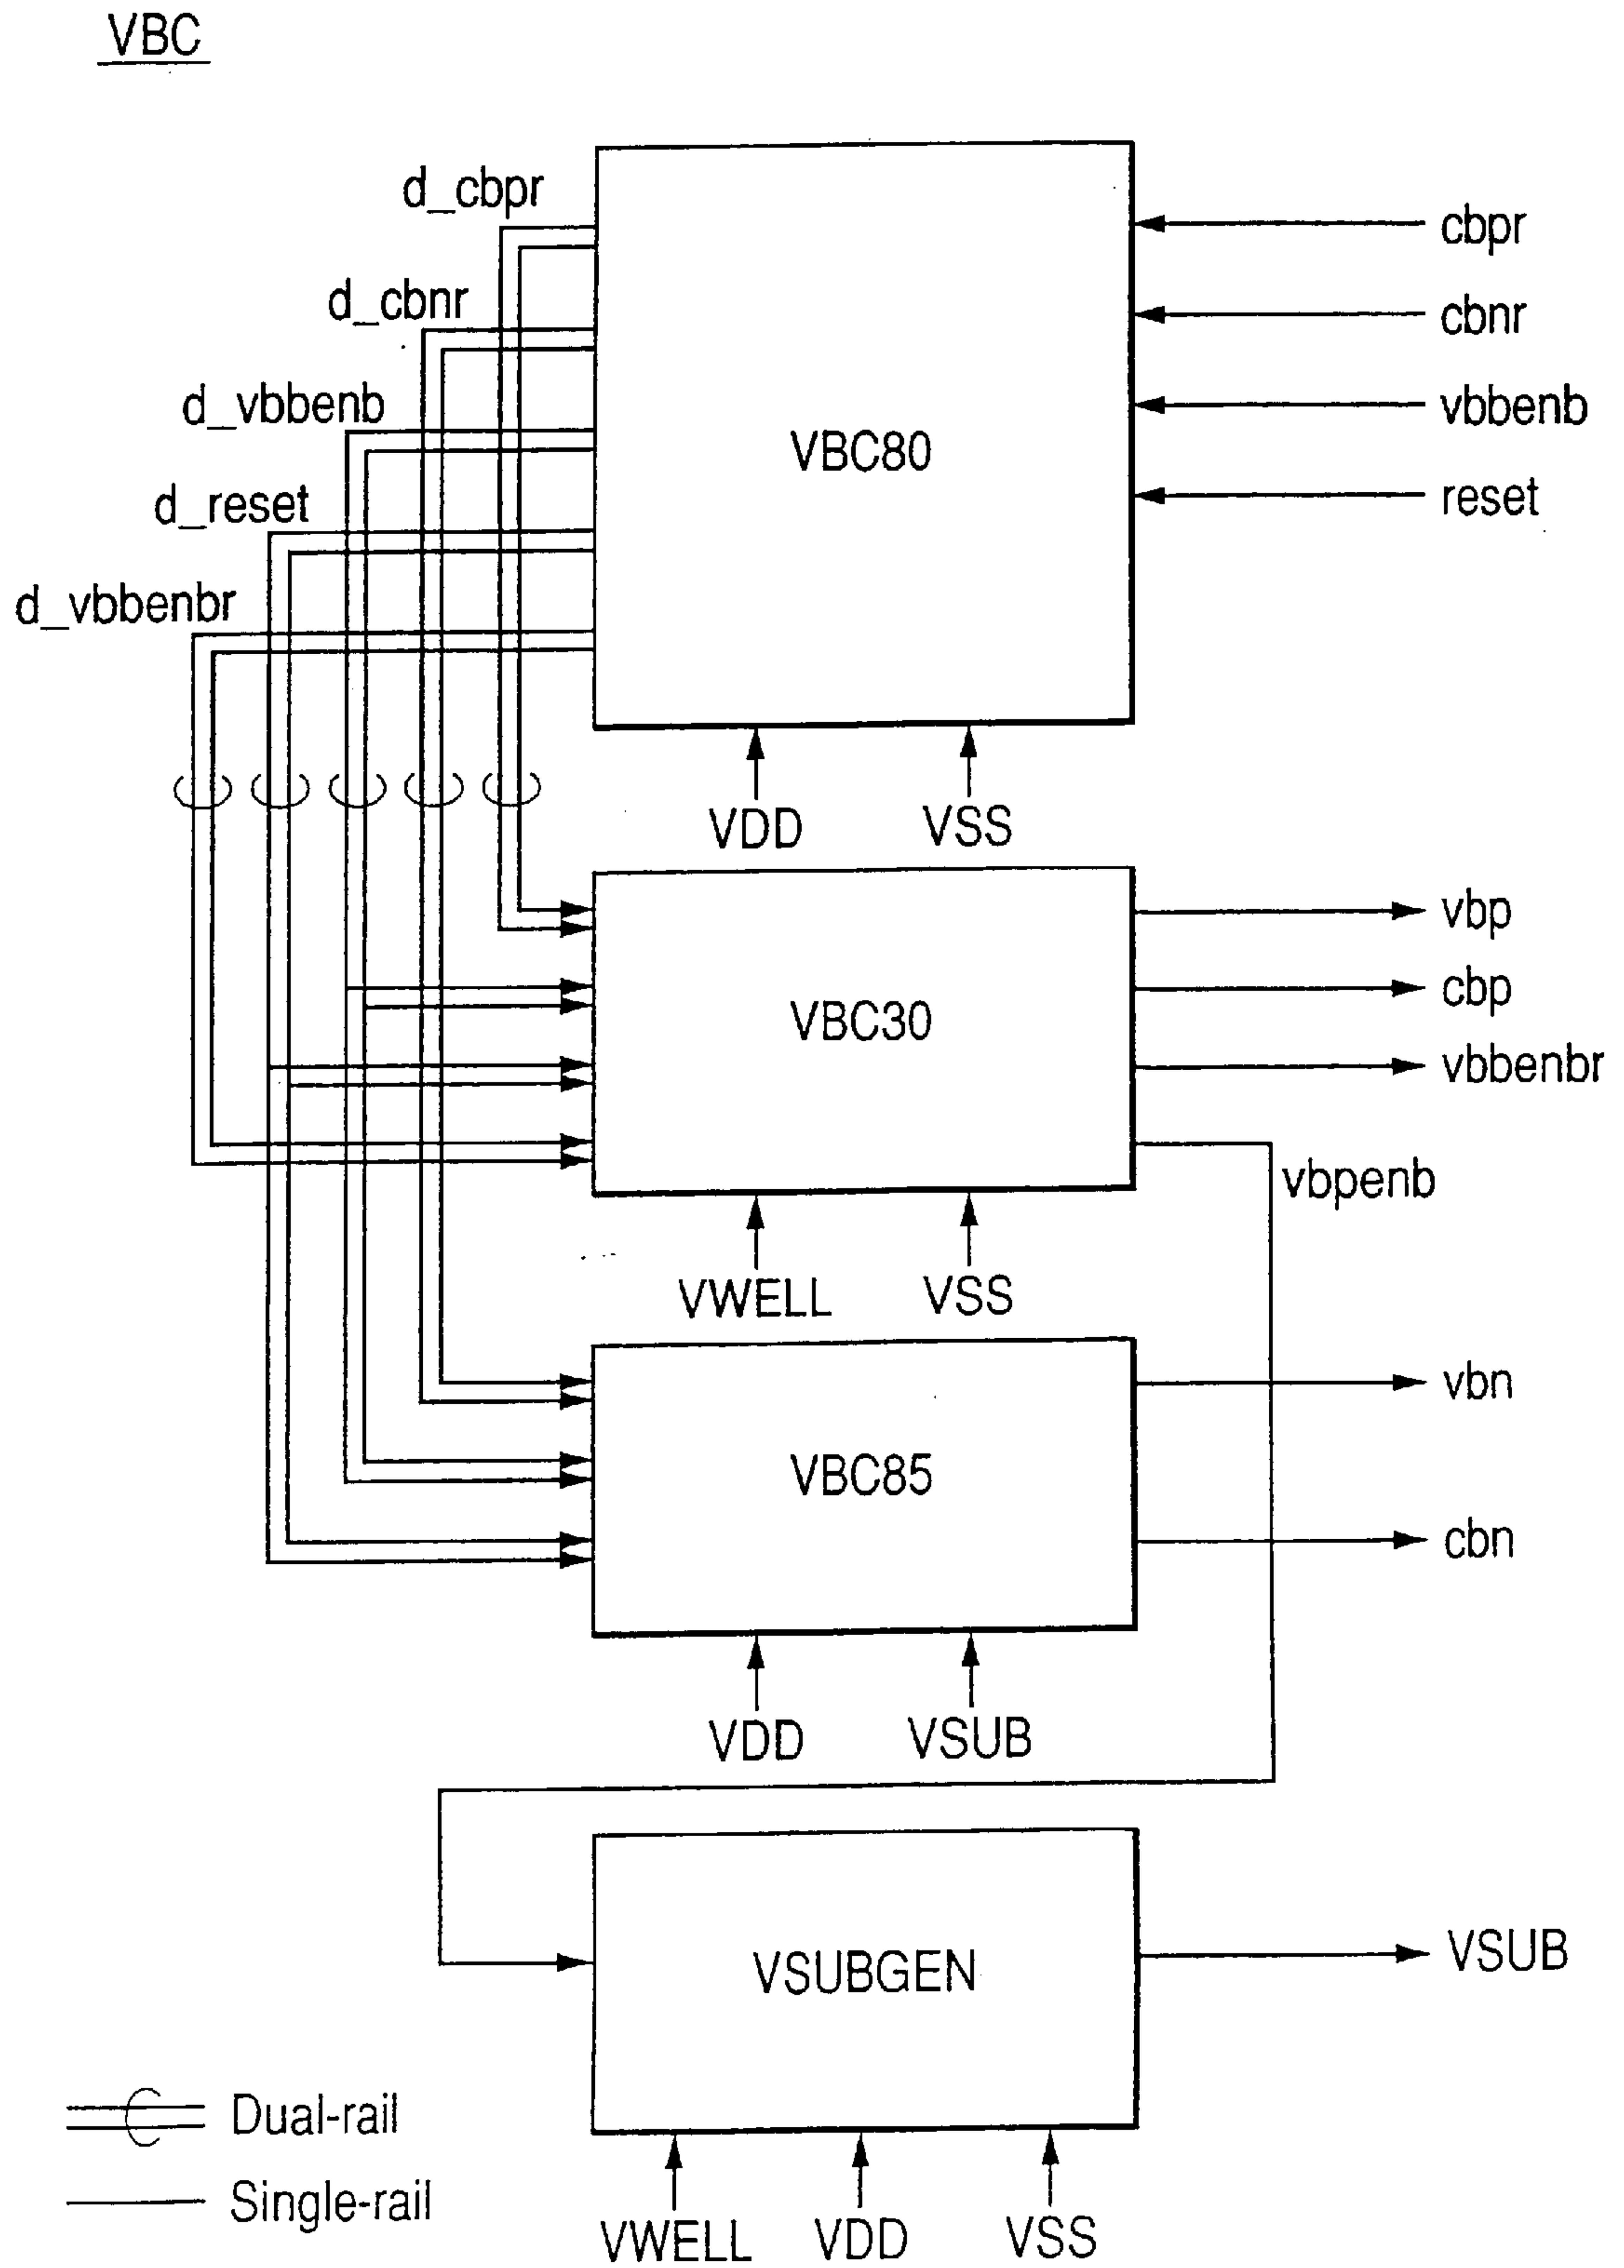 VBC
d_cbpr
d_cbnr
d_vbbenb
d_reset
d_vbbenbr
VBC80
cbpr
cbnr
vbbenb
reset
VDD
VSS
VBC30
vbp
cbp
vbbenbr
vbpenb
VWELL
VSS
VBC85
vbn
cbn
VDD
VSUB
VSUBGEN
VSUB
Dual-rail
Single-rail
VWELL
VDD
VSS